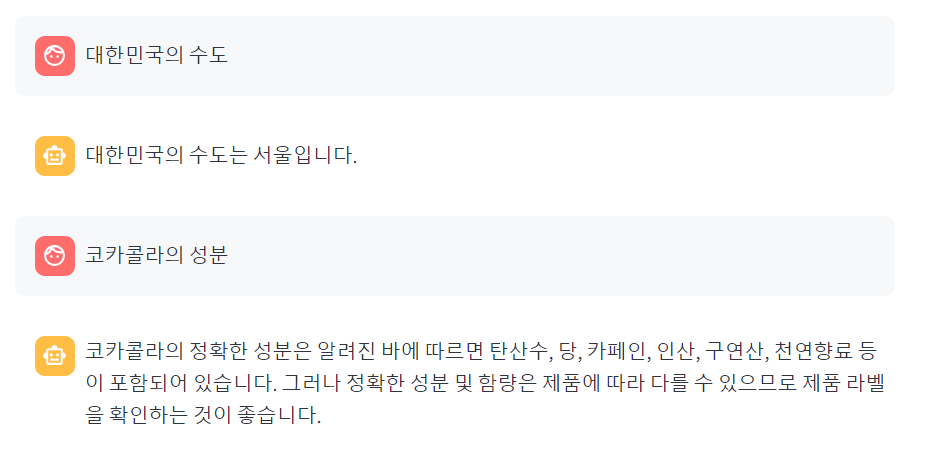 대한민국의 수도
대한민국의 수도는 서울입니다.
코카콜라의 성분
코카콜라의 정확한 성분은 알려진 바에 따르면 탄산수, 당, 카페인, 인산, 구연산, 천연향료 등
이 포함되어 있습니다. 그러나 정확한 성분 및 함량은 제품에 따라 다를 수 있으므로 제품 라벨
을 확인하는 것이 좋습니다.